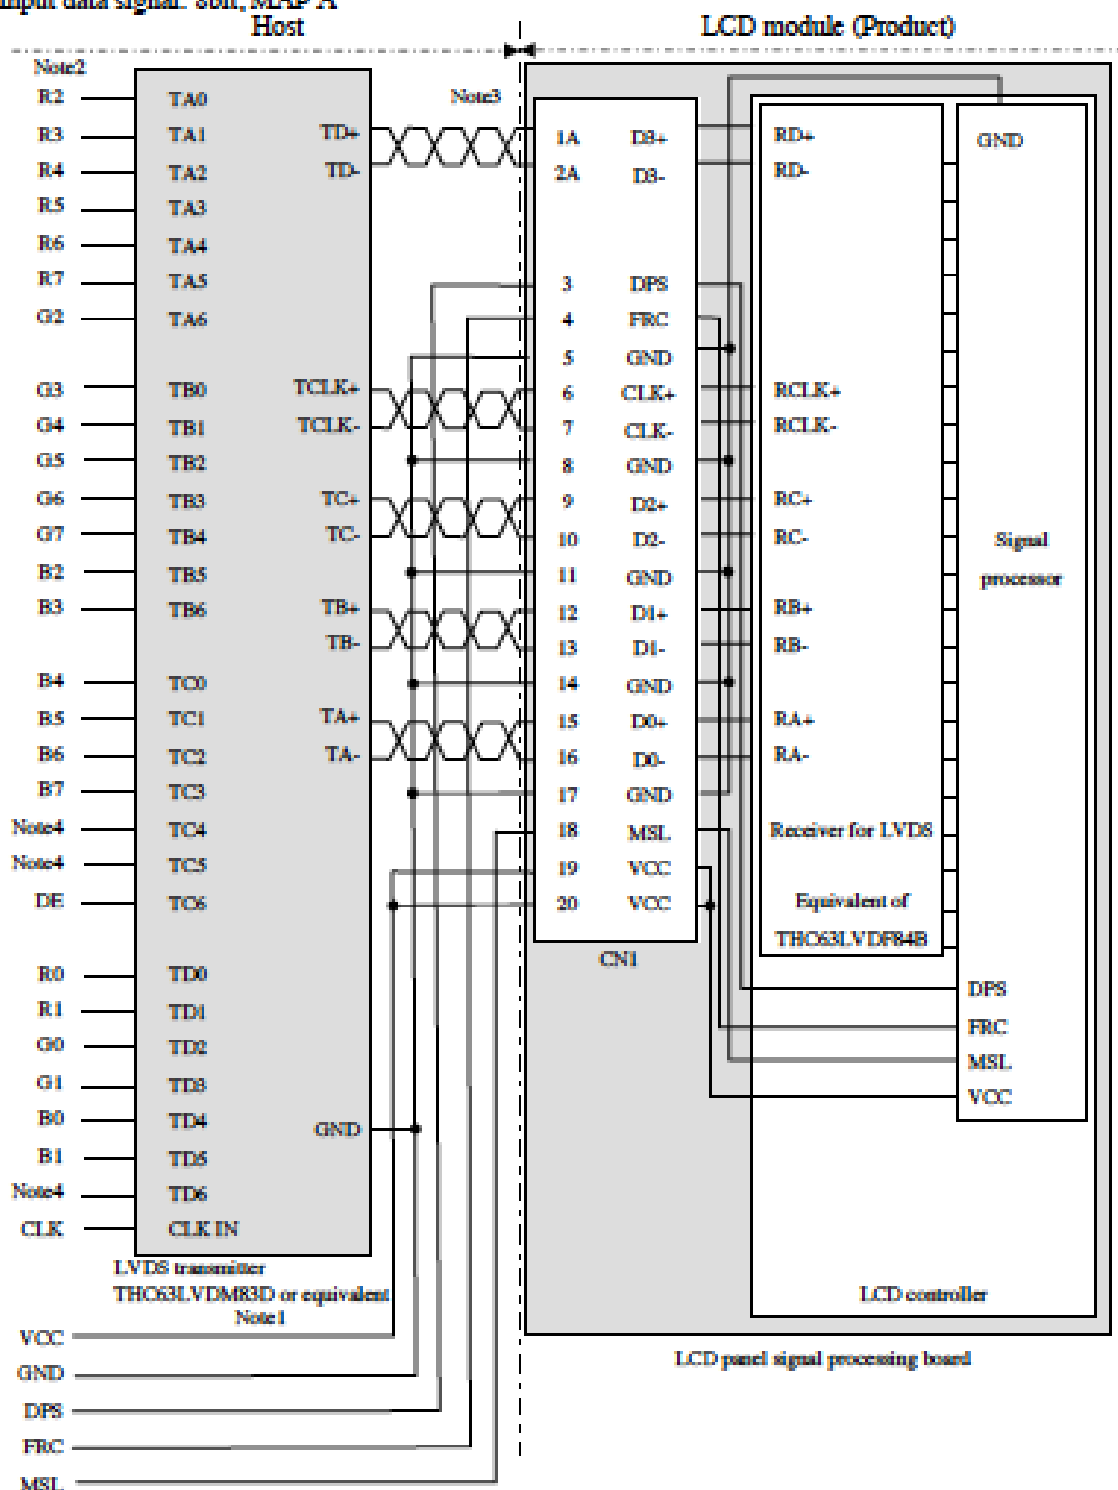 Input data signal: 8bit, MAP A
Host
LCD module (Product)
Note2
Note3
R2 TA0
R3 TA1 TD+ 1A D3+ RD+ GND
R4 TA2 TD- 2A D3- RD-
R5 TA3
R6 TA4
R7 TA5 3 DPS
G2 TA6 4 FRC
5 GND
G3 TB0 TCLK+ 6 CLK+ RCLK+
G4 TB1 TCLK- 7 CLK- RCLK-
G5 TB2 8 GND
G6 TB3 TC+ 9 D2+ RC+
G7 TB4 TC- 10 D2- RC- Signal
B2 TB5 11 GND processor
B3 TB6 TB+ 12 D1+ RB+
TB- 13 D1- RB-
B4 TC0 14 GND
B5 TC1 TA+ 15 D0+ RA+
B6 TC2 TA- 16 D0- RA-
B7 TC3 17 GND
Note4 TC4 18 MSL Receiver for LVDS
Note4 TC5 19 VCC
DE TC6 20 VCC Equivalent of
THC63LVDF84B
CN1
R0 TD0 DPS
R1 TD1 FRC
G0 TD2 MSL
G1 TD3 VCC
B0 TD4 GND
B1 TD5
Note4 TD6
CLK CLK IN
LVDS transmitter
THC63LVDM83D or equivalent
Note1
LCD controller
VCC
LCD panel signal processing board
GND
DPS
FRC
MSL